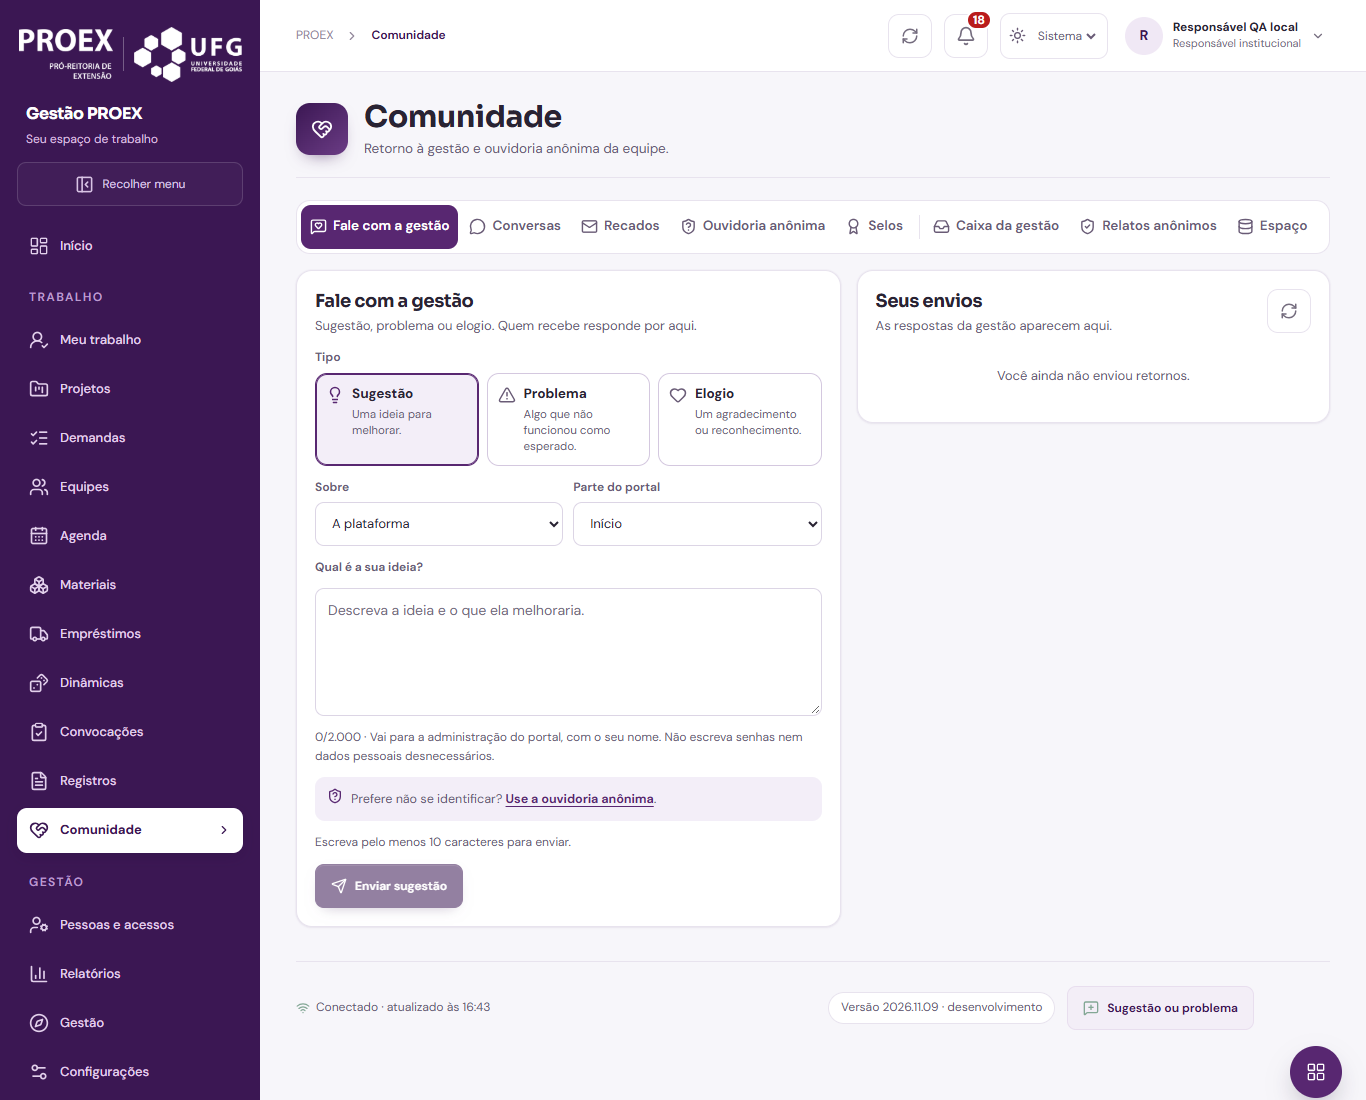 PROEX
PRÓ-REITORIA DE
EXTENSÃO
UFG
UNIVERSIDADE
FEDERAL DE GOIÁS
Gestão PROEX
Seu espaço de trabalho
Recolher menu
Início
TRABALHO
Meu trabalho
Projetos
Demandas
Equipes
Agenda
Materiais
Empréstimos
Dinâmicas
Convocações
Registros
Comunidade
GESTÃO
Pessoas e acessos
Relatórios
Gestão
Configurações
PROEX
Comunidade
18
Sistema
R
Responsável QA local
Responsável institucional
Comunidade
Retorno à gestão e ouvidoria anônima da equipe.
Fale com a gestão
Conversas
Recados
Ouvidoria anônima
Selos
Caixa da gestão
Relatos anônimos
Espaço
Fale com a gestão
Sugestão, problema ou elogio. Quem recebe responde por aqui.
Tipo
Sugestão
Uma ideia para
melhorar.
Problema
Algo que não
funcionou como
esperado.
Elogio
Um agradecimento
ou reconhecimento.
Sobre
A plataforma
Parte do portal
Início
Qual é a sua ideia?
Descreva a ideia e o que ela melhoraria.
0/2.000 · Vai para a administração do portal, com o seu nome. Não escreva senhas nem
dados pessoais desnecessários.
Prefere não se identificar? Use a ouvidoria anônima.
Escreva pelo menos 10 caracteres para enviar.
Enviar sugestão
Seus envios
As respostas da gestão aparecem aqui.
Você ainda não enviou retornos.
Conectado · atualizado às 16:43
Versão 2026.11.09 · desenvolvimento
Sugestão ou problema